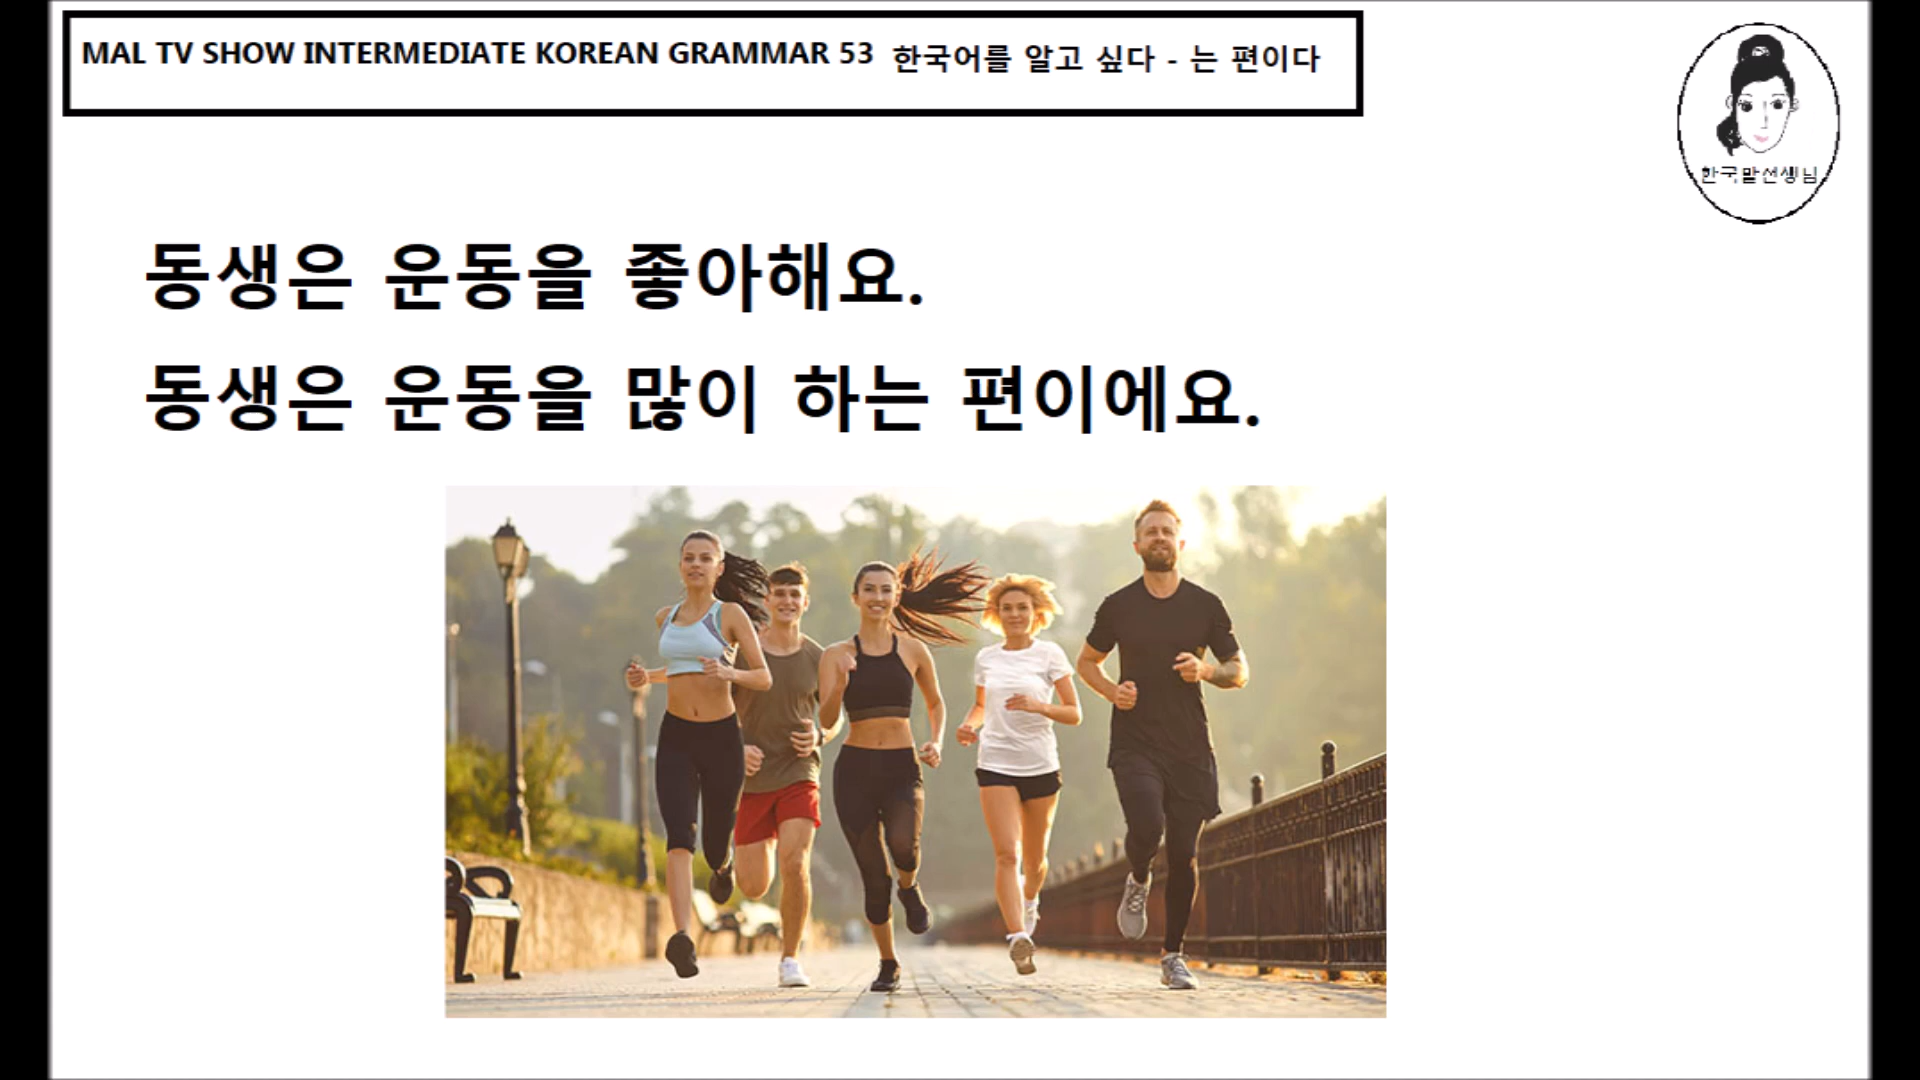 MAL TV SHOW INTERMEDIATE KOREAN GRAMMAR 53 한국어를 알고 싶다 - 는 편이다
한국말선생님
동생은 운동을 좋아해요.
동생은 운동을 많이 하는 편이에요.